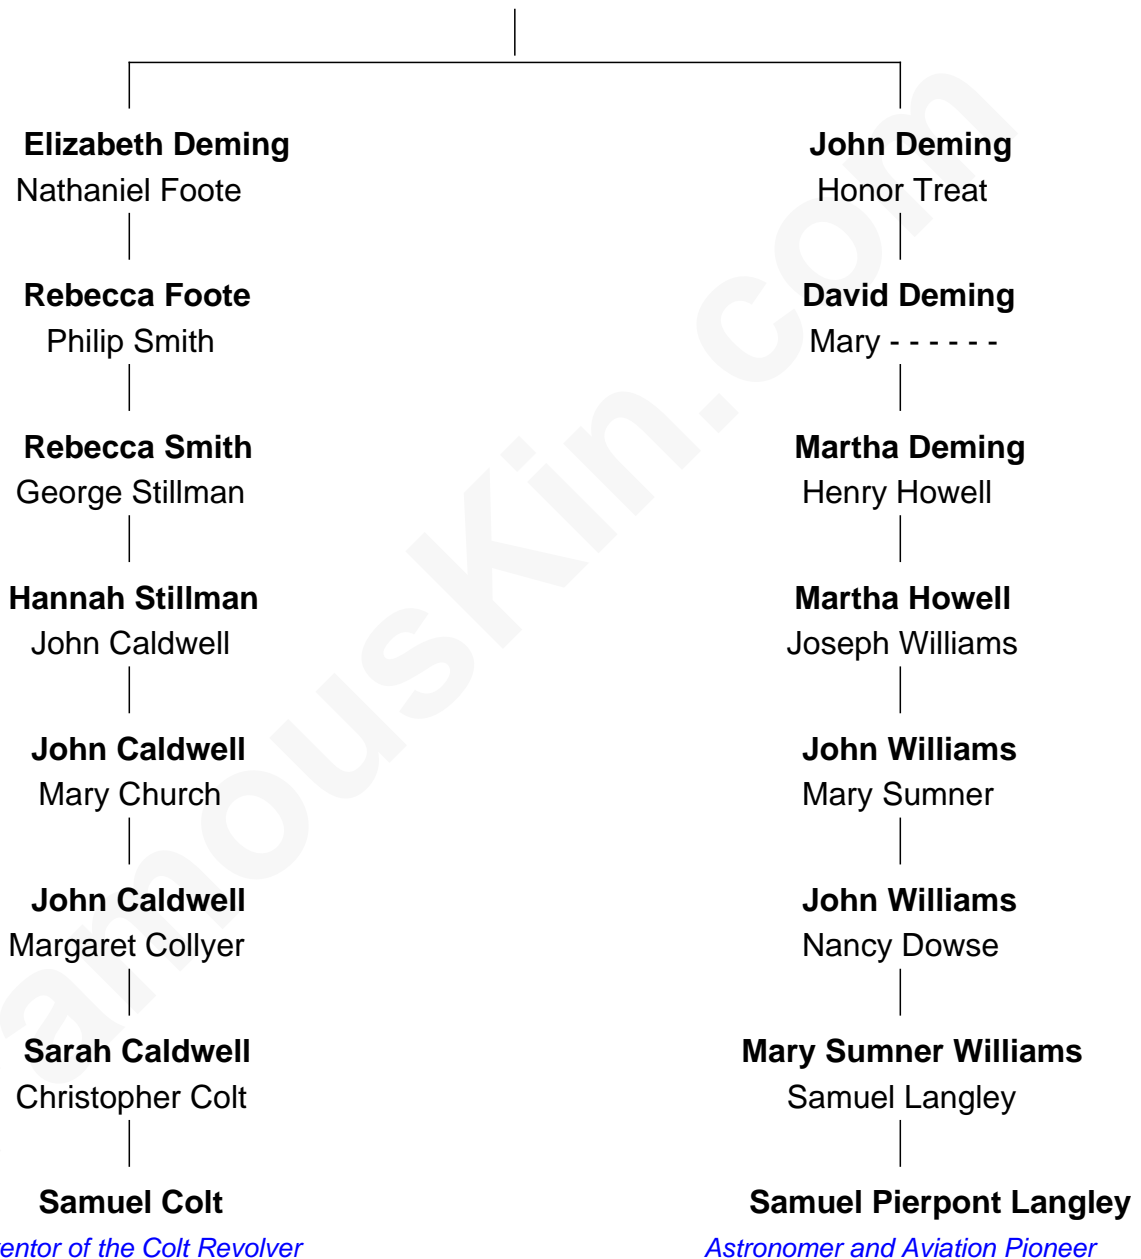 Elizabeth Deming
Nathaniel Foote
John Deming
Honor Treat
Rebecca Foote
Philip Smith
David Deming
Mary - - - - - -
Rebecca Smith
George Stillman
Martha Deming
Henry Howell
Hannah Stillman
John Caldwell
Martha Howell
Joseph Williams
John Caldwell
Mary Church
John Williams
Mary Sumner
John Caldwell
Margaret Collyer
John Williams
Nancy Dowse
Sarah Caldwell
Christopher Colt
Mary Sumner Williams
Samuel Langley
Samuel Colt
entor of the Colt Revolver
Samuel Pierpont Langley
Astronomer and Aviation Pioneer
amousKin.com